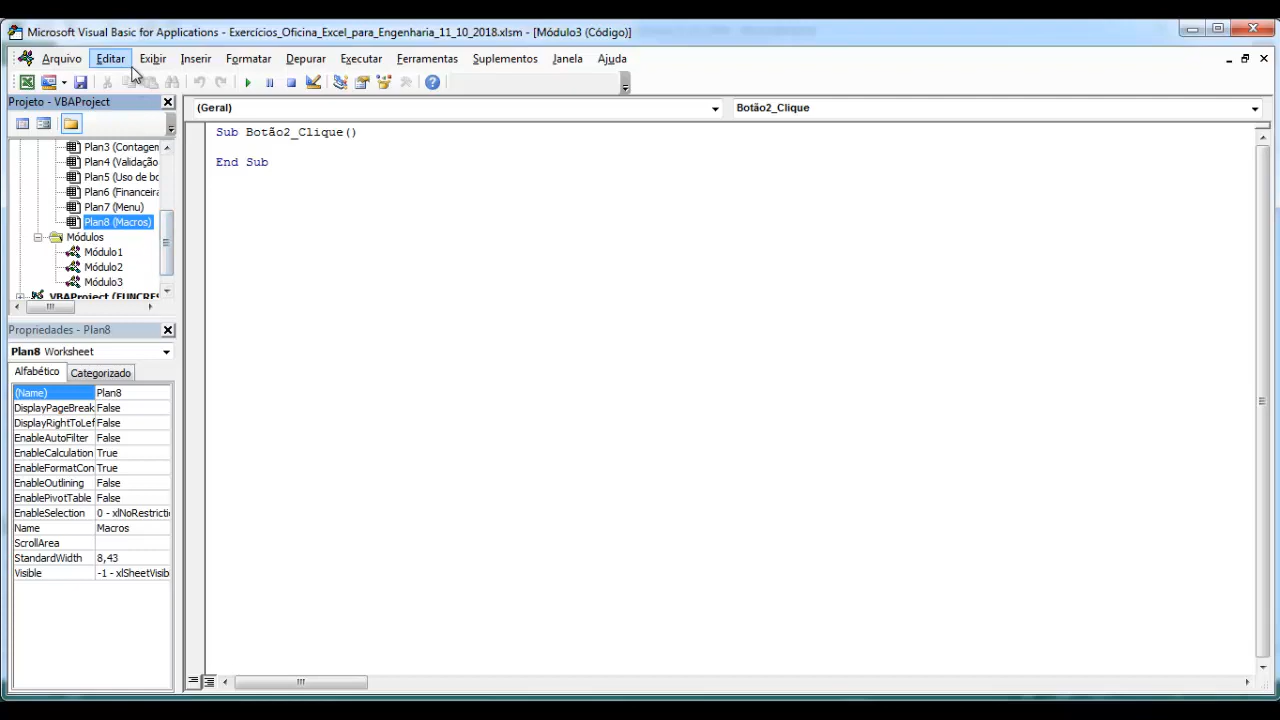 Microsoft Visual Basic for Applications - Exercícios_Oficina_Excel_para_Engenharia_11_10_2018.xlsm - [Módulo3 (Código)]
Arquivo Editar Exibir Inserir Formatar Depurar Executar Ferramentas Suplementos Janela Ajuda
Projeto - VBAProject
(Geral) Botão2_Clique
Sub Botão2_Clique()
End Sub
Plan3 (Contagen
Plan4 (Validação
Plan5 (Uso de bo
Plan6 (Financeira
Plan7 (Menu)
Plan8 (Macros)
Módulos
Módulo1
Módulo2
Módulo3
VBAProject (FUNCRES
Propriedades - Plan8
Plan8 Worksheet
Alfabético Categorizado
(Name) Plan8
DisplayPageBreak False
DisplayRightToLef False
EnableAutoFilter False
EnableCalculation True
EnableFormatCon True
EnableOutlining False
EnablePivotTable False
EnableSelection 0 - xlNoRestricti
Name Macros
ScrollArea
StandardWidth 8,43
Visible -1 - xlSheetVisib